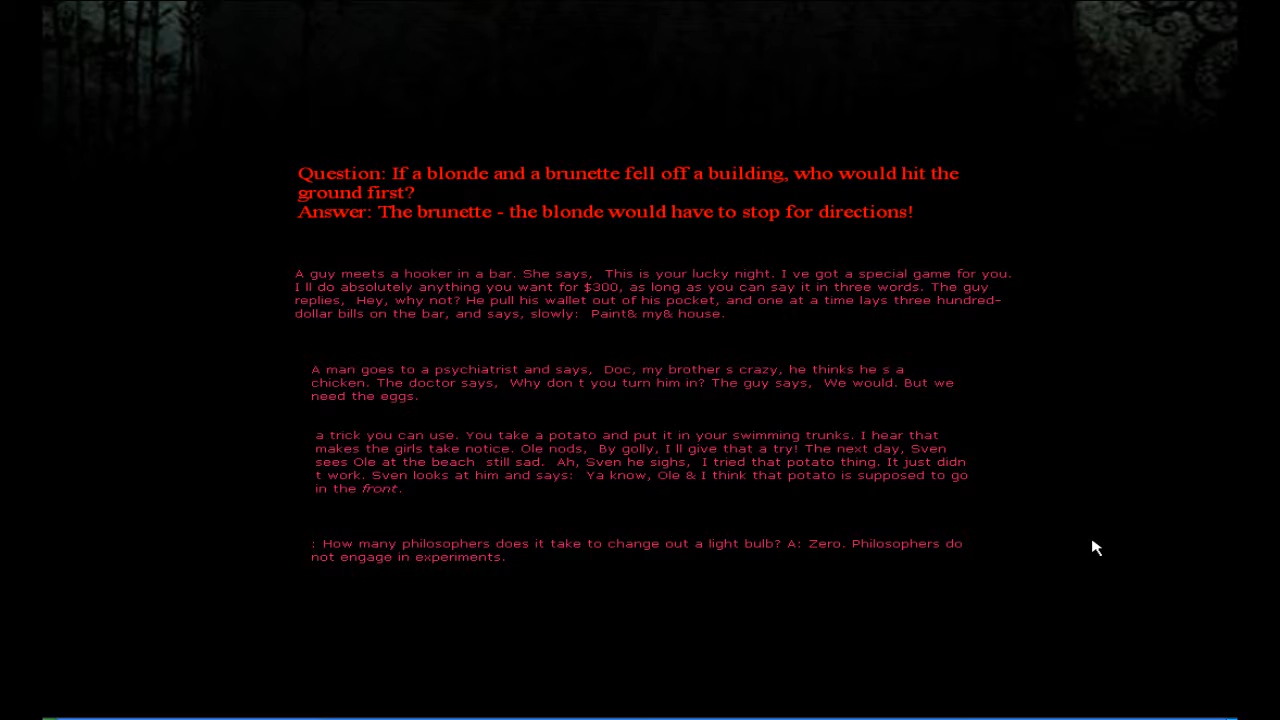 Question: If a blonde and a brunette fell off a building, who would hit the
ground first?
Answer: The brunette - the blonde would have to stop for directions!
A guy meets a hooker in a bar. She says,  This is your lucky night. I ve got a special game for you.
I ll do absolutely anything you want for $300, as long as you can say it in three words. The guy
replies,  Hey, why not? He pull his wallet out of his pocket, and one at a time lays three hundred-
dollar bills on the bar, and says, slowly:  Paint& my& house.
A man goes to a psychiatrist and says,  Doc, my brother s crazy, he thinks he s a
chicken. The doctor says,  Why don t you turn him in? The guy says,  We would. But we
need the eggs.
a trick you can use. You take a potato and put it in your swimming trunks. I hear that
makes the girls take notice. Ole nods,  By golly, I ll give that a try! The next day, Sven
sees Ole at the beach  still sad.  Ah, Sven he sighs,  I tried that potato thing. It just didn
t work. Sven looks at him and says:  Ya know, Ole & I think that potato is supposed to go
in the front.
: How many philosophers does it take to change out a light bulb? A: Zero. Philosophers do
not engage in experiments.